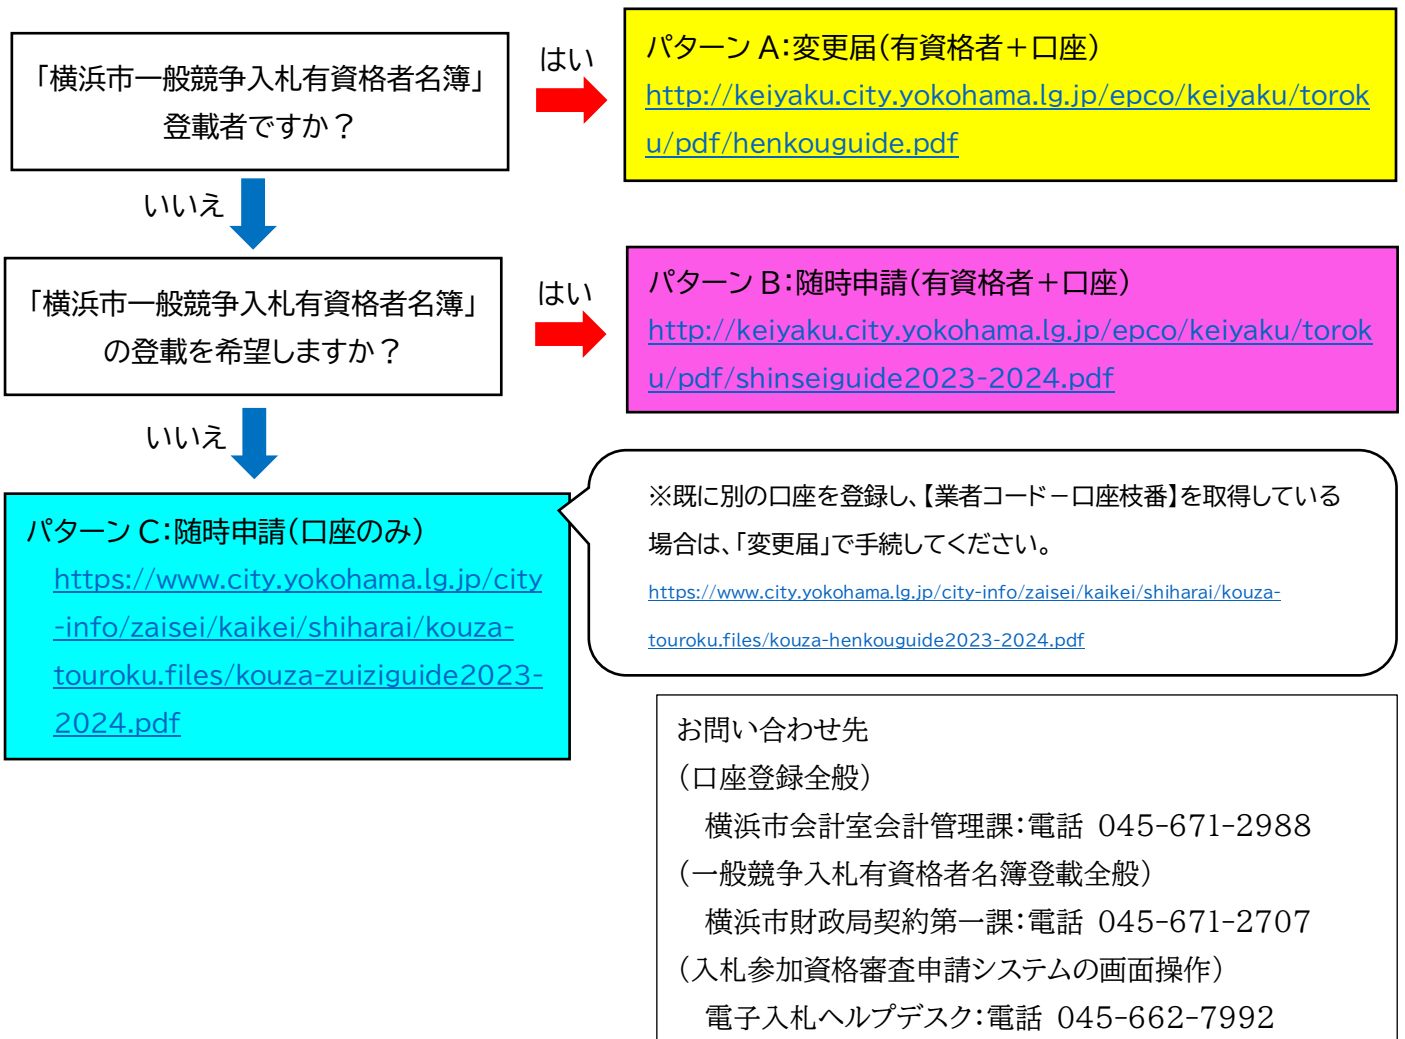 「横浜市一般競争入札有資格者名簿」
登載者ですか？
はい
パターン A：変更届（有資格者＋口座）
http://keiyaku.city.yokohama.lg.jp/epco/keiyaku/torok
u/pdf/henkouguide.pdf
いいえ
「横浜市一般競争入札有資格者名簿」
の登載を希望しますか？
はい
パターン B：随時申請（有資格者＋口座）
http://keiyaku.city.yokohama.lg.jp/epco/keiyaku/torok
u/pdf/shinseiguide2023-2024.pdf
いいえ
パターン C：随時申請（口座のみ）
https://www.city.yokohama.lg.jp/city
-info/zaisei/kaikei/shiharai/kouza-
touroku.files/kouza-zuiziguide2023-
2024.pdf
※既に別の口座を登録し、【業者コード－口座枝番】を取得している
場合は、「変更届」で手続してください。
https://www.city.yokohama.lg.jp/city-info/zaisei/kaikei/shiharai/kouza-
touroku.files/kouza-henkouguide2023-2024.pdf
お問い合わせ先
（口座登録全般）
横浜市会計室会計管理課：電話 045-671-2988
（一般競争入札有資格者名簿登載全般）
横浜市財政局契約第一課：電話 045-671-2707
（入札参加資格審査申請システムの画面操作）
電子入札ヘルプデスク：電話 045-662-7992